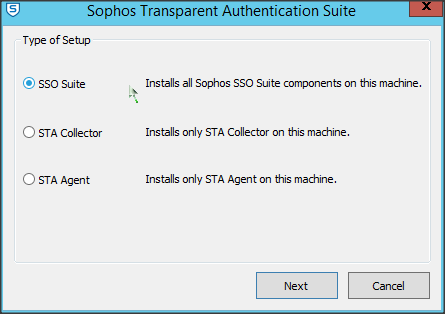 Sophos Transparent Authentication Suite
Type of Setup
SSO Suite Installs all Sophos SSO Suite components on this machine.
STA Collector Installs only STA Collector on this machine.
STA Agent Installs only STA Agent on this machine.
Next Cancel